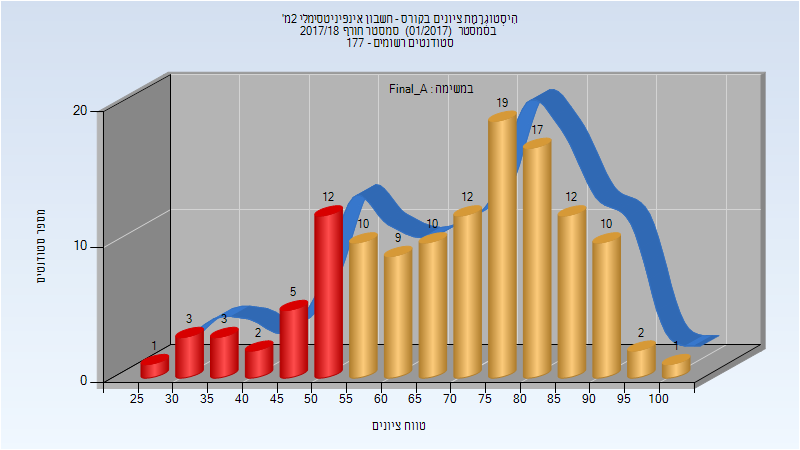 היסטוגרמת ציונים בקורס - חשבון אינפיניטסימלי 2מ'
בסמסטר (01/2017) סמסטר חורף 2017/18
סטודנטים רשומים - 177
במשימה : Final_A
מספר סטודנטים
20
10
0
1
3
3
2
5
12
10
9
10
12
19
17
12
10
2
1
25 30 35 40 45 50 55 60 65 70 75 80 85 90 95 100
טווח ציונים